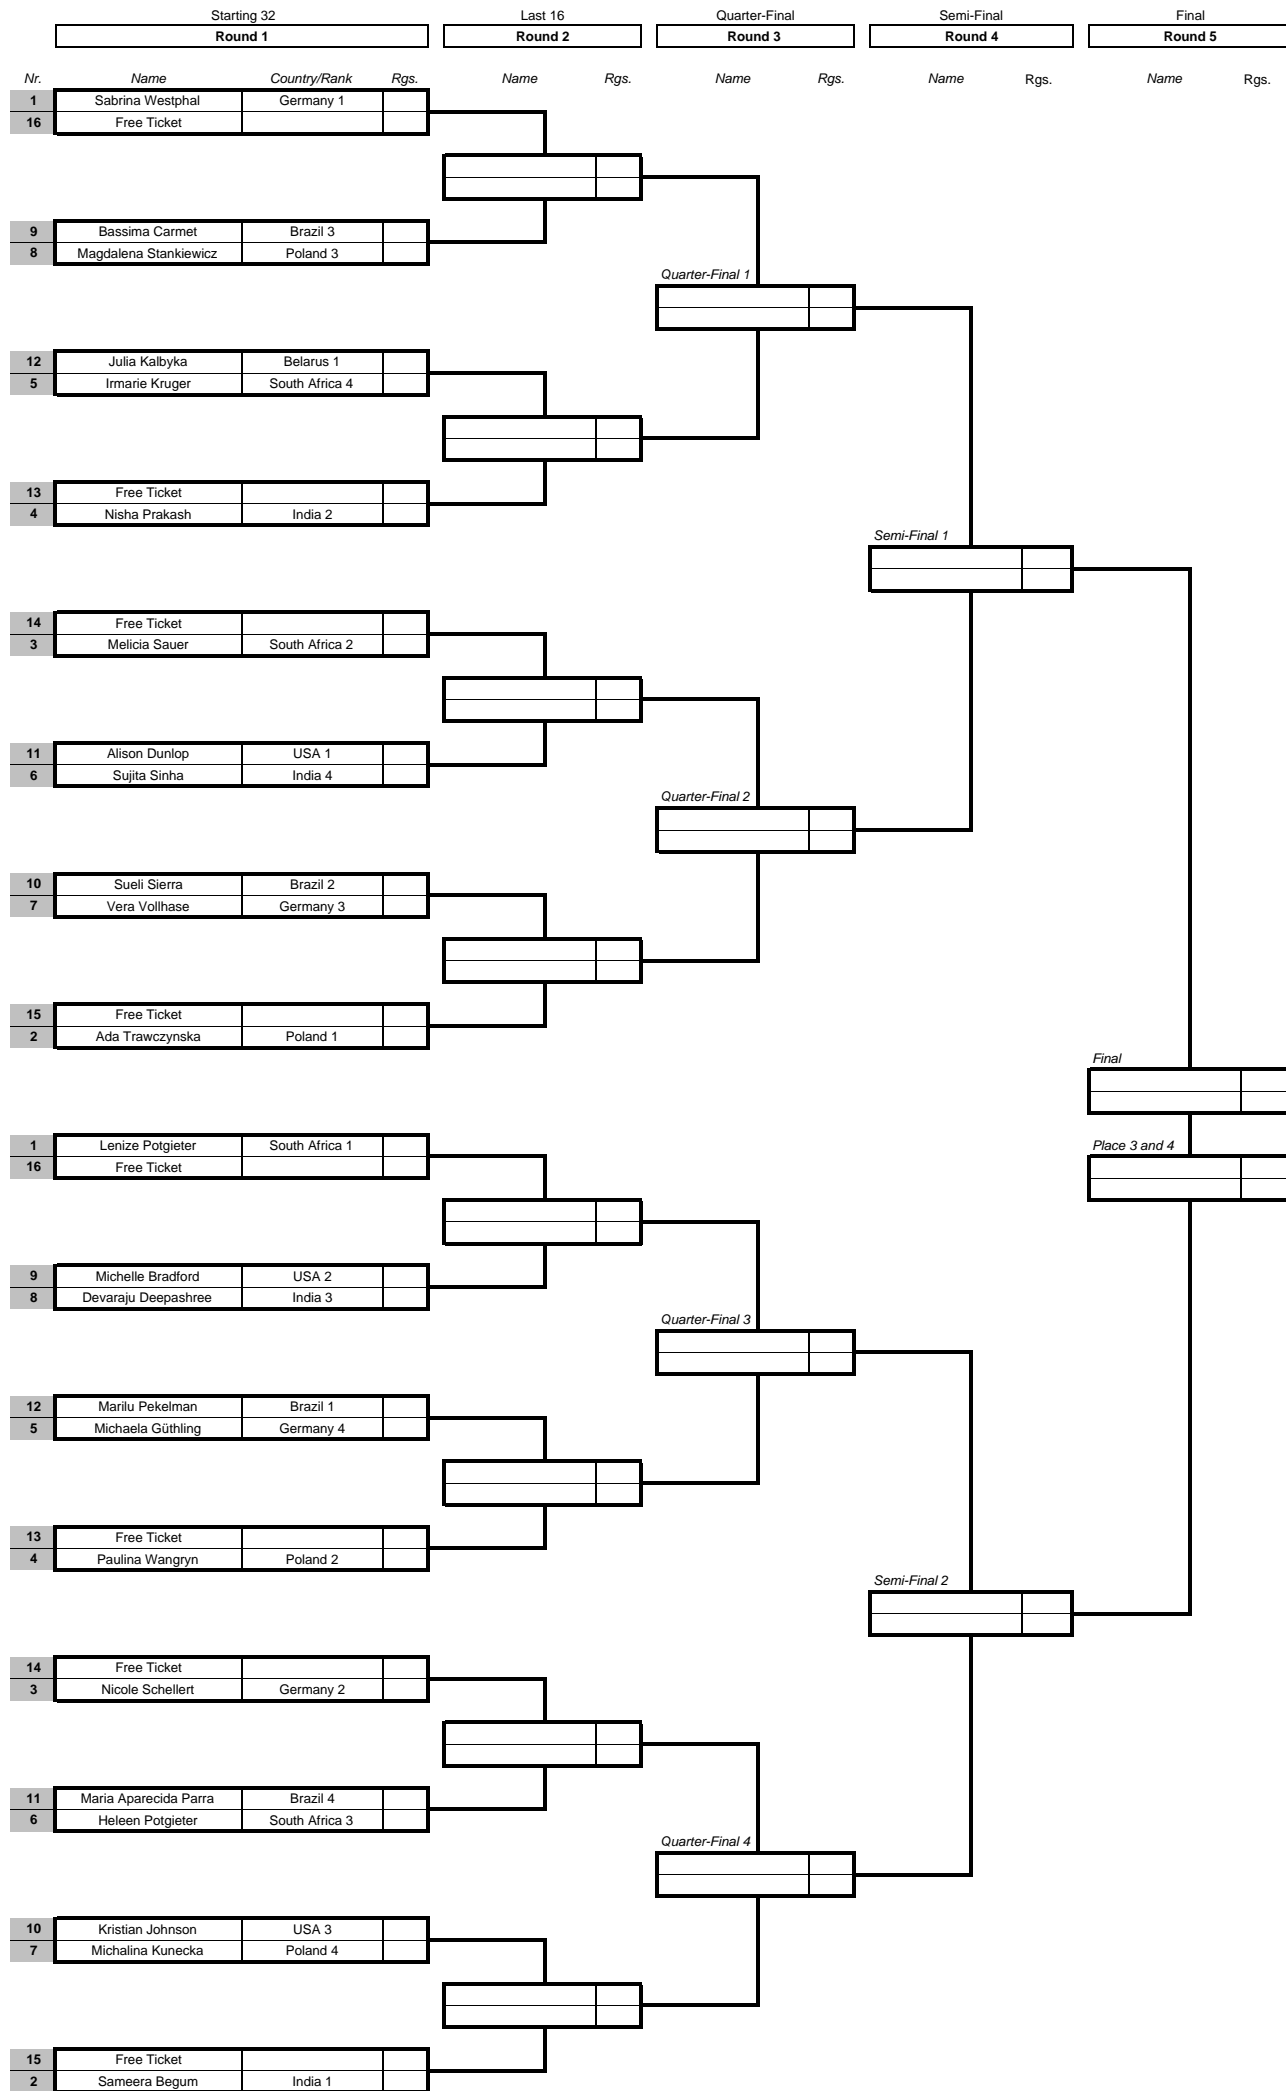 Starting 32 Last 16 Quarter-Final Semi-Final Final
Round 1 Round 2 Round 3 Round 4 Round 5
Nr. Name Country/Rank Rgs. Name Rgs. Name Rgs. Name Rgs. Name Rgs.
1 Sabrina Westphal Germany 1
16 Free Ticket
9 Bassima Carmet Brazil 3
8 Magdalena Stankiewicz Poland 3
Quarter-Final 1
12 Julia Kalbyka Belarus 1
5 Irmarie Kruger South Africa 4
13 Free Ticket
4 Nisha Prakash India 2
Semi-Final 1
14 Free Ticket
3 Melicia Sauer South Africa 2
11 Alison Dunlop USA 1
6 Sujita Sinha India 4
Quarter-Final 2
10 Sueli Sierra Brazil 2
7 Vera Vollhase Germany 3
15 Free Ticket
2 Ada Trawczynska Poland 1
Final
1 Lenize Potgieter South Africa 1 Place 3 and 4
16 Free Ticket
9 Michelle Bradford USA 2
8 Devaraju Deepashree India 3
Quarter-Final 3
12 Marilu Pekelman Brazil 1
5 Michaela Güthling Germany 4
13 Free Ticket
4 Paulina Wangryn Poland 2
Semi-Final 2
14 Free Ticket
3 Nicole Schellert Germany 2
11 Maria Aparecida Parra Brazil 4
6 Heleen Potgieter South Africa 3
Quarter-Final 4
10 Kristian Johnson USA 3
7 Michalina Kunecka Poland 4
15 Free Ticket
2 Sameera Begum India 1